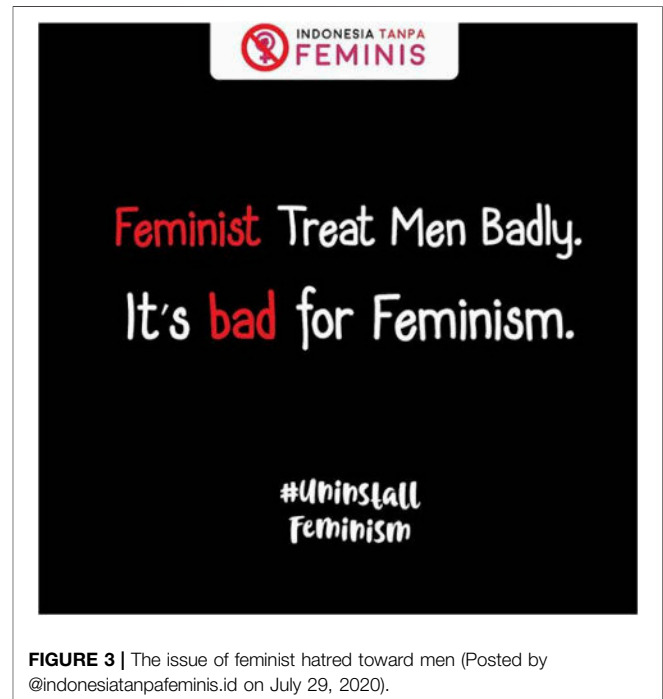 INDONESIA TANPA
FEMINIS
Feminist Treat Men Badly.
It's bad for Feminism.
#Uninstall
Feminism
FIGURE 3 | The issue of feminist hatred toward men (Posted by
@indonesiatanpafeminis.id on July 29, 2020).